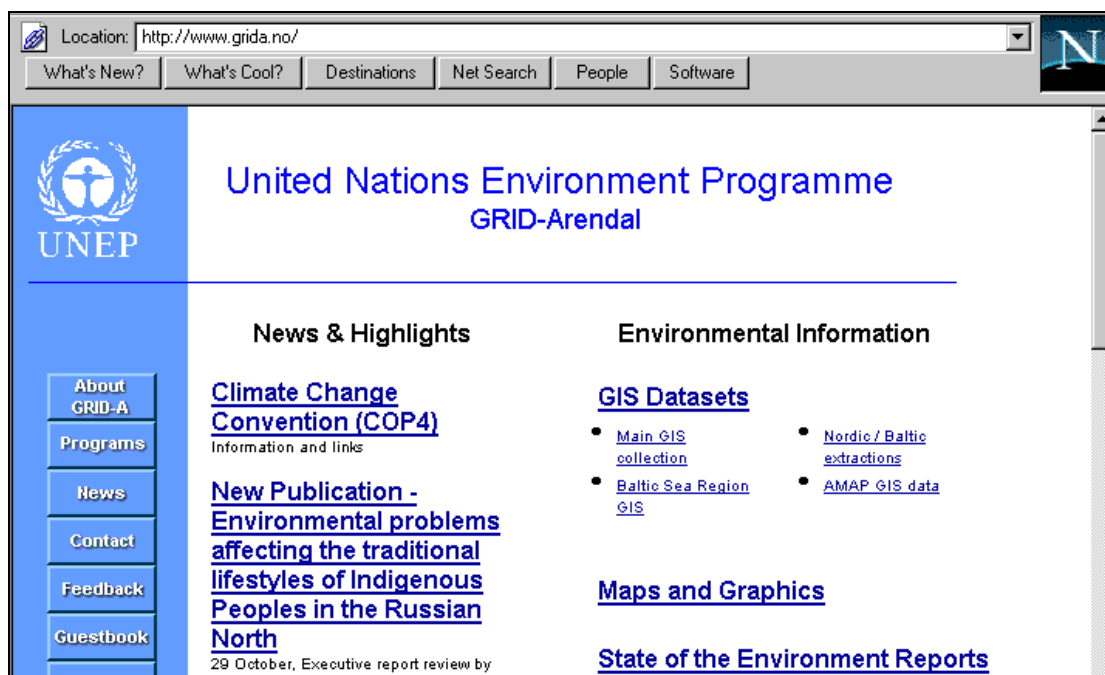 Location: http://www.grida.no/
What's New? What's Cool? Destinations Net Search People Software
N
UNEP
United Nations Environment Programme
GRID-Arendal
About
GRID-A
Programs
News
Contact
Feedback
Guestbook
News & Highlights
Climate Change
Convention (COP4)
Information and links
New Publication -
Environmental problems
affecting the traditional
lifestyles of Indigenous
Peoples in the Russian
North
29 October, Executive report review by
Environmental Information
GIS Datasets
Main GIS
collection
Baltic Sea Region
GIS
Nordic / Baltic
extractions
AMAP GIS data
Maps and Graphics
State of the Environment Reports